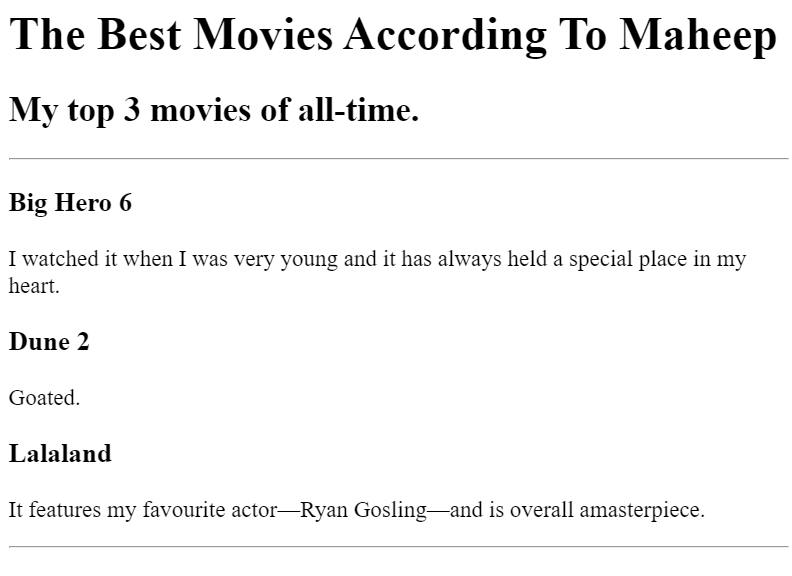 The Best Movies According To Maheep
My top 3 movies of all-time.
Big Hero 6
I watched it when I was very young and it has always held a special place in my
heart.
Dune 2
Goated.
Lalaland
It features my favourite actor—Ryan Gosling—and is overall amasterpiece.